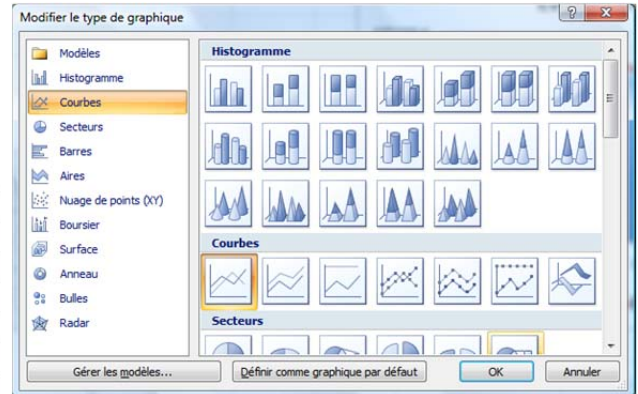 Modifier le type de graphique
Modèles
Histogramme
Courbes
Secteurs
Barres
Aires
Nuage de points (XY)
Boursier
Surface
Anneau
Bulles
Radar
Histogramme
Courbes
Secteurs
Gérer les modèles...
Définir comme graphique par défaut
OK
Annuler